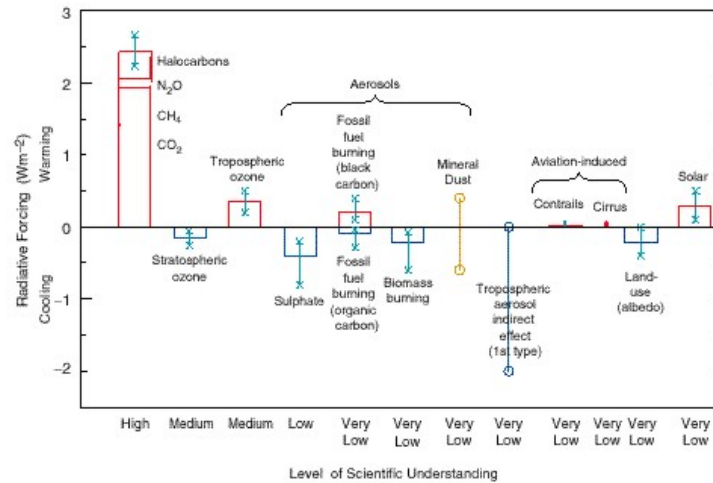 3
2
1
0
−1
−2
Radiative Forcing (Wm−2)
Cooling
Warming
Halocarbons
N2O
CH4
CO2
Stratospheric
ozone
Tropospheric
ozone
Aerosols
Sulphate
Fossil
fuel
burning
(black
carbon)
Fossil
fuel
burning
(organic
carbon)
Biomass
burning
Mineral
Dust
Tropospheric
aerosol
indirect
effect
(1st type)
Aviation-induced
Contrails
Cirrus
Land-
use
(albedo)
Solar
High
Medium
Medium
Low
Very
Low
Very
Low
Very
Low
Very
Low
Very
Low
Very
Low
Very
Low
Very
Low
Level of Scientific Understanding